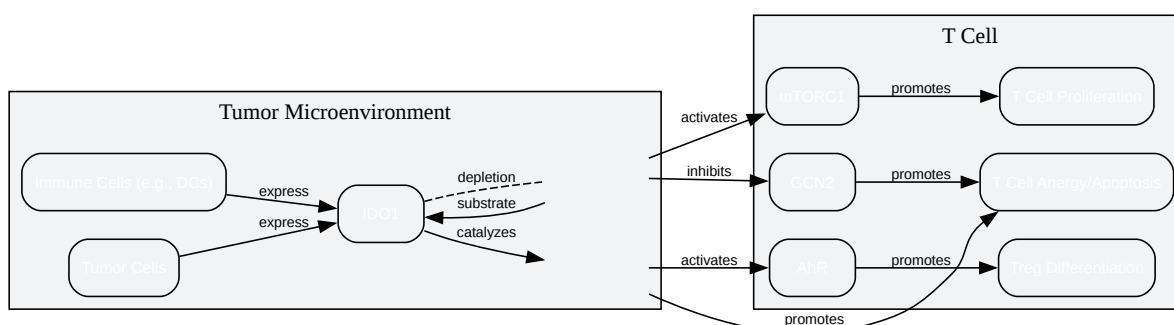 T Cell
mTORC1
promotes
T Cell Proliferation
Tumor Microenvironment
activates
Immune Cells (e.g., DCs)
express
depletion
inhibits
GCN2
promotes
T Cell Anergy/Apoptosis
IDO1
substrate
express
catalyzes
Tumor Cells
activates
AhR
promotes
Treg Differentiation
promotes